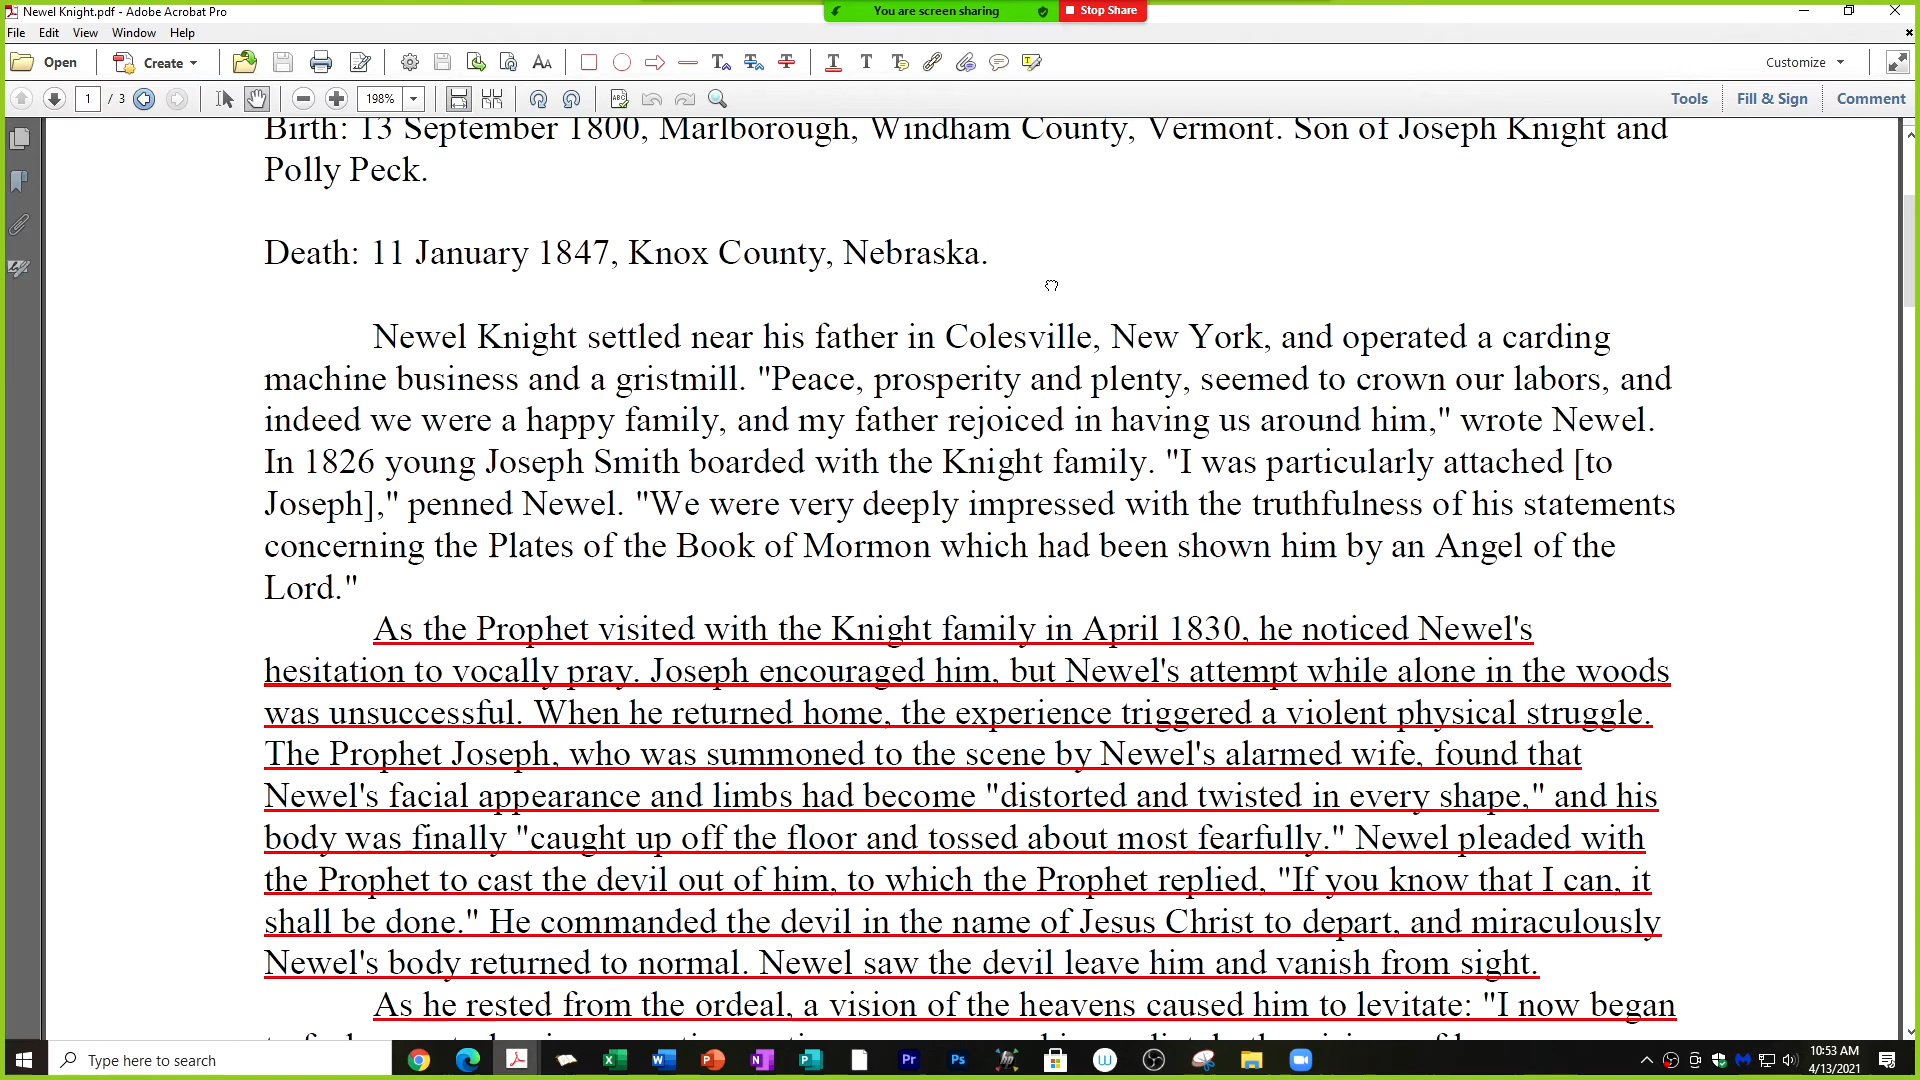 Newel Knight.pdf - Adobe Acrobat Pro
You are screen sharing
Stop Share
File Edit View Window Help
Open Create Customize
1 / 3 198% Tools Fill & Sign Comment
Birth: 13 September 1800, Marlborough, Windham County, Vermont. Son of Joseph Knight and
Polly Peck.
Death: 11 January 1847, Knox County, Nebraska.
Newel Knight settled near his father in Colesville, New York, and operated a carding
machine business and a gristmill. "Peace, prosperity and plenty, seemed to crown our labors, and
indeed we were a happy family, and my father rejoiced in having us around him," wrote Newel.
In 1826 young Joseph Smith boarded with the Knight family. "I was particularly attached [to
Joseph]," penned Newel. "We were very deeply impressed with the truthfulness of his statements
concerning the Plates of the Book of Mormon which had been shown him by an Angel of the
Lord."
As the Prophet visited with the Knight family in April 1830, he noticed Newel's
hesitation to vocally pray. Joseph encouraged him, but Newel's attempt while alone in the woods
was unsuccessful. When he returned home, the experience triggered a violent physical struggle.
The Prophet Joseph, who was summoned to the scene by Newel's alarmed wife, found that
Newel's facial appearance and limbs had become "distorted and twisted in every shape," and his
body was finally "caught up off the floor and tossed about most fearfully." Newel pleaded with
the Prophet to cast the devil out of him, to which the Prophet replied, "If you know that I can, it
shall be done." He commanded the devil in the name of Jesus Christ to depart, and miraculously
Newel's body returned to normal. Newel saw the devil leave him and vanish from sight.
As he rested from the ordeal, a vision of the heavens caused him to levitate: "I now began
Type here to search
10:53 AM
4/13/2021